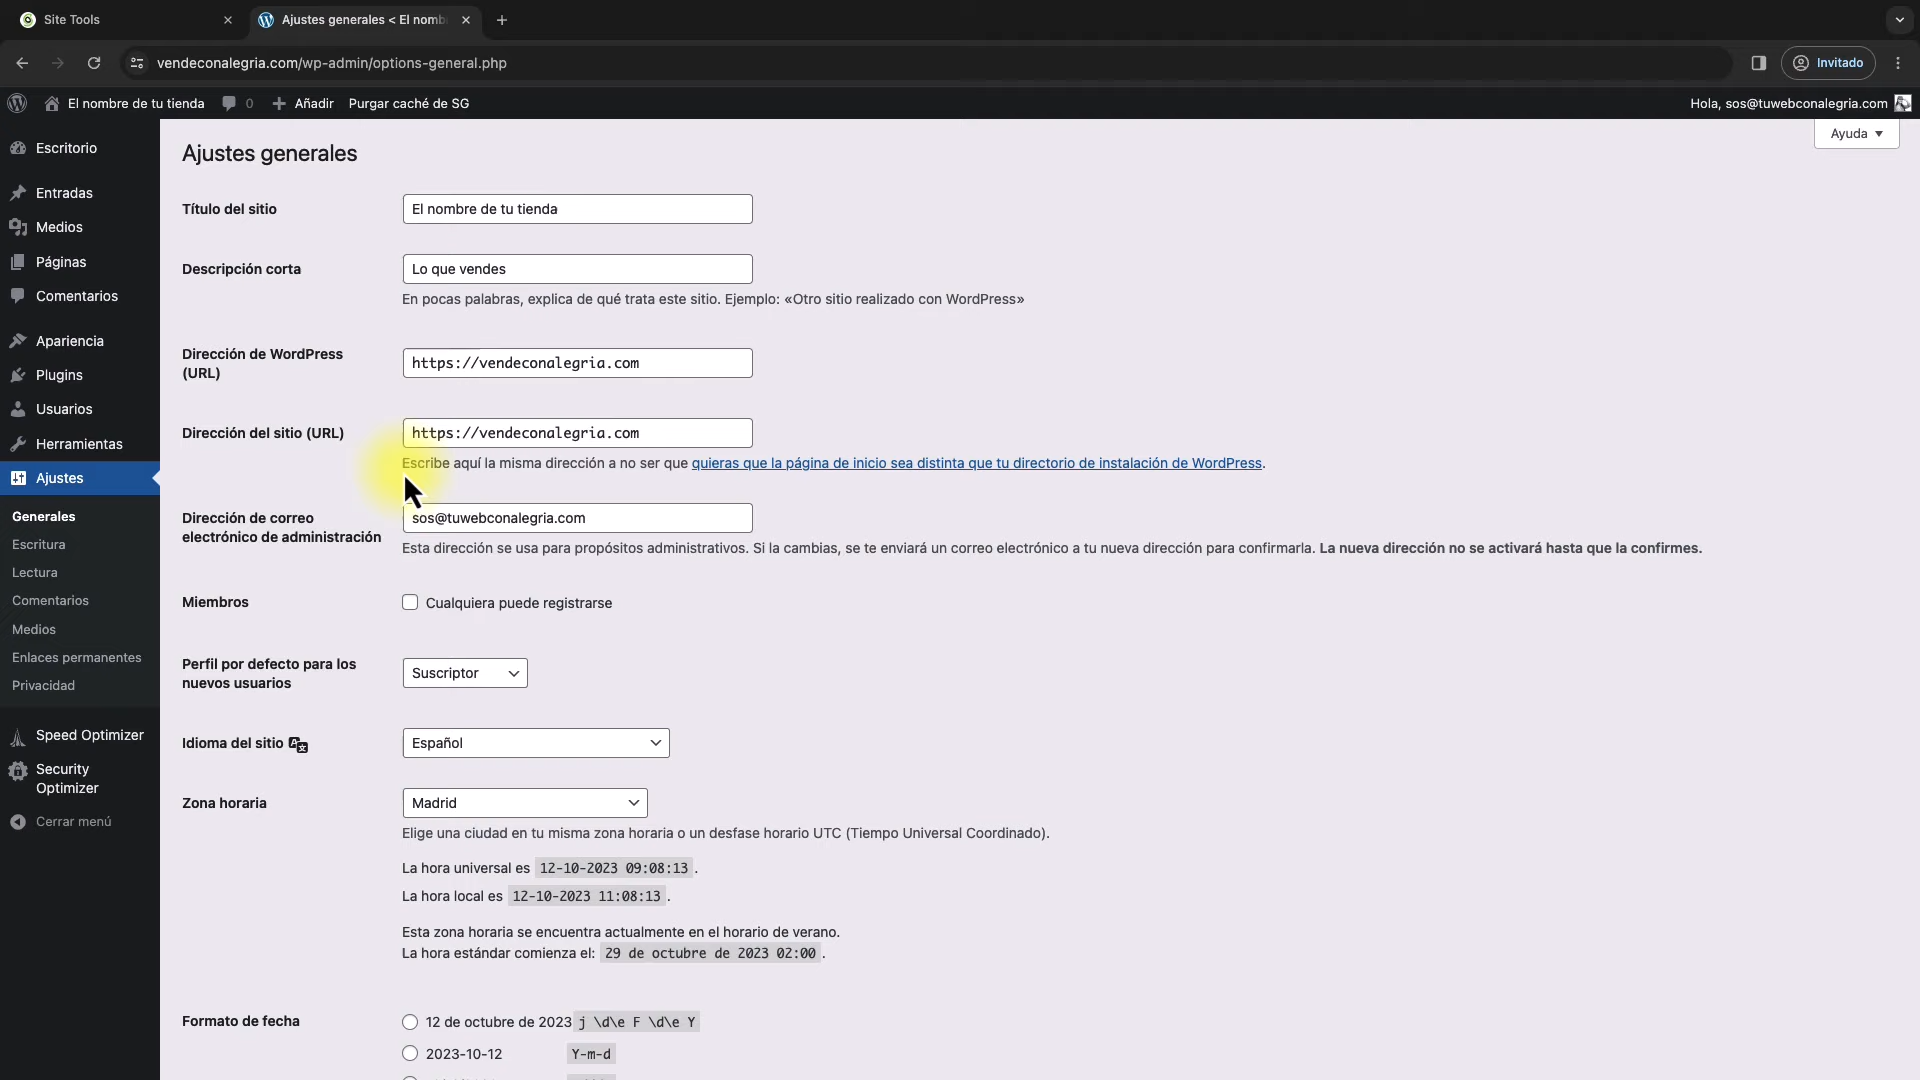 Site Tools
Ajustes generales < El nomb
vendeconalegria.com/wp-admin/options-general.php
Invitado
El nombre de tu tienda
0
Añadir
Purgar caché de SG
Hola, sos@tuwebconalegria.com
Ayuda
Escritorio
Entradas
Medios
Páginas
Comentarios
Apariencia
Plugins
Usuarios
Herramientas
Ajustes
Generales
Escritura
Lectura
Comentarios
Medios
Enlaces permanentes
Privacidad
Speed Optimizer
Security
Optimizer
Cerrar menú
Ajustes generales
Título del sitio
El nombre de tu tienda
Descripción corta
Lo que vendes
En pocas palabras, explica de qué trata este sitio. Ejemplo: «Otro sitio realizado con WordPress»
Dirección de WordPress
(URL)
https://vendeconalegria.com
Dirección del sitio (URL)
https://vendeconalegria.com
Escribe aquí la misma dirección a no ser que quieras que la página de inicio sea distinta que tu directorio de instalación de WordPress.
Dirección de correo
electrónico de administración
sos@tuwebconalegria.com
Esta dirección se usa para propósitos administrativos. Si la cambias, se te enviará un correo electrónico a tu nueva dirección para confirmarla. La nueva dirección no se activará hasta que la confirmes.
Miembros
Cualquiera puede registrarse
Perfil por defecto para los
nuevos usuarios
Suscriptor
Idioma del sitio
Español
Zona horaria
Madrid
Elige una ciudad en tu misma zona horaria o un desfase horario UTC (Tiempo Universal Coordinado).
La hora universal es 12-10-2023 09:08:13 .
La hora local es 12-10-2023 11:08:13 .
Esta zona horaria se encuentra actualmente en el horario de verano.
La hora estándar comienza el: 29 de octubre de 2023 02:00 .
Formato de fecha
12 de octubre de 2023 j \d\e F \d\e Y
2023-10-12 Y-m-d